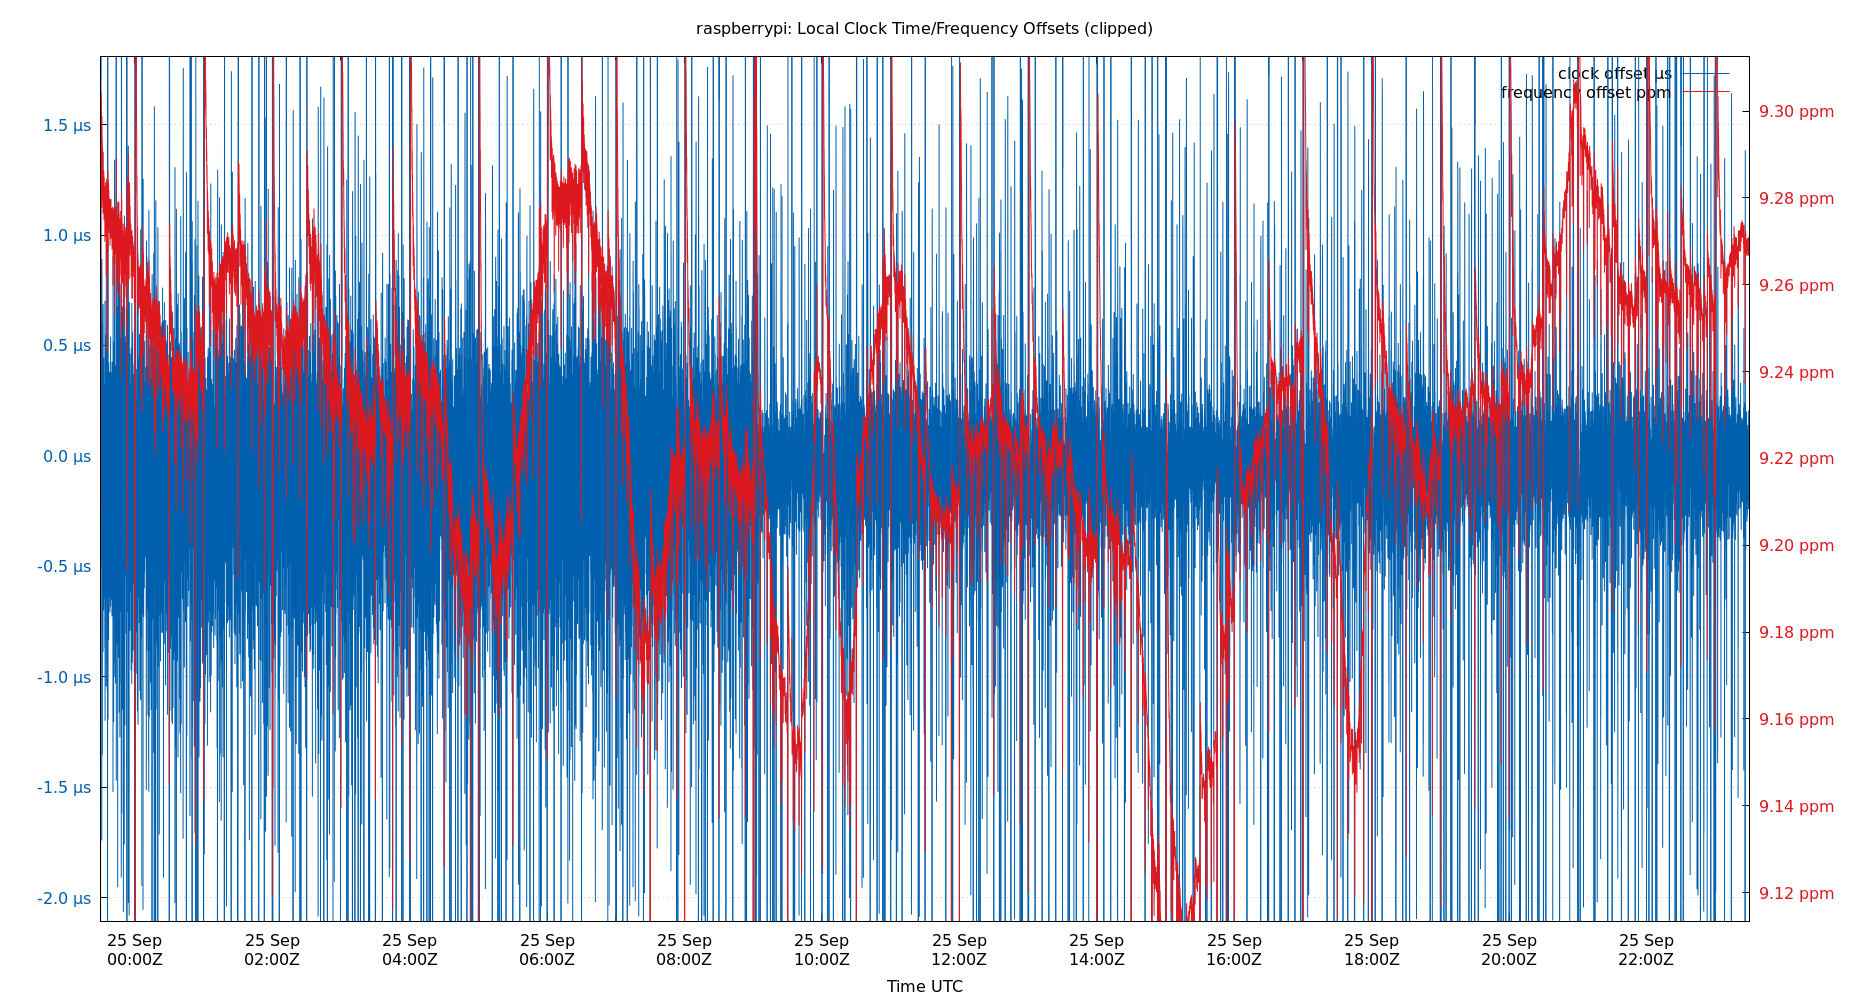 raspberrypi: Local Clock Time/Frequency Offsets (clipped)
clock offset µs
frequency offset ppm
1.5 µs
1.0 µs
0.5 µs
0.0 µs
-0.5 µs
-1.0 µs
-1.5 µs
-2.0 µs
9.30 ppm
9.28 ppm
9.26 ppm
9.24 ppm
9.22 ppm
9.20 ppm
9.18 ppm
9.16 ppm
9.14 ppm
9.12 ppm
25 Sep 25 Sep 25 Sep 25 Sep 25 Sep 25 Sep 25 Sep 25 Sep 25 Sep 25 Sep 25 Sep 25 Sep
00:00Z 02:00Z 04:00Z 06:00Z 08:00Z 10:00Z 12:00Z 14:00Z 16:00Z 18:00Z 20:00Z 22:00Z
Time UTC